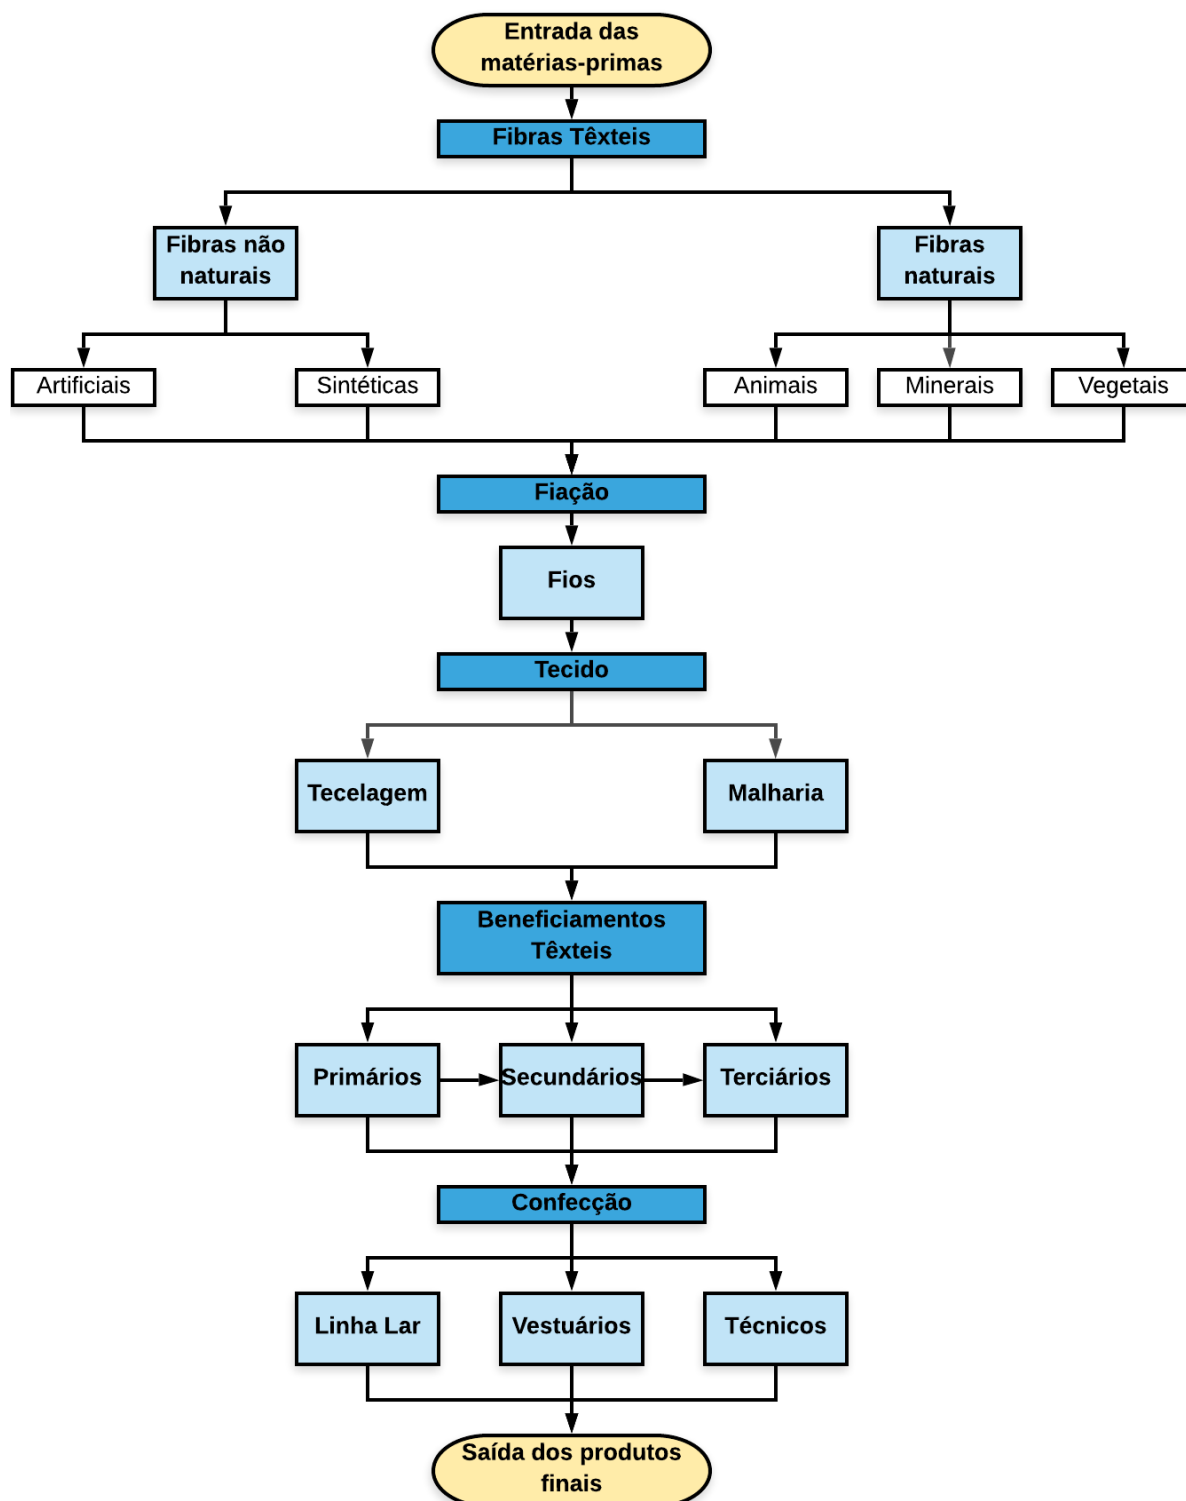 Entrada das
matérias-primas
Fibras Têxteis
Fibras não
naturais
Fibras
naturais
Artificiais
Sintéticas
Animais
Minerais
Vegetais
Fiação
Fios
Tecido
Tecelagem
Malharia
Beneficiamentos
Têxteis
Primários
Secundários
Terciários
Confecção
Linha Lar
Vestuários
Técnicos
Saída dos produtos
finais